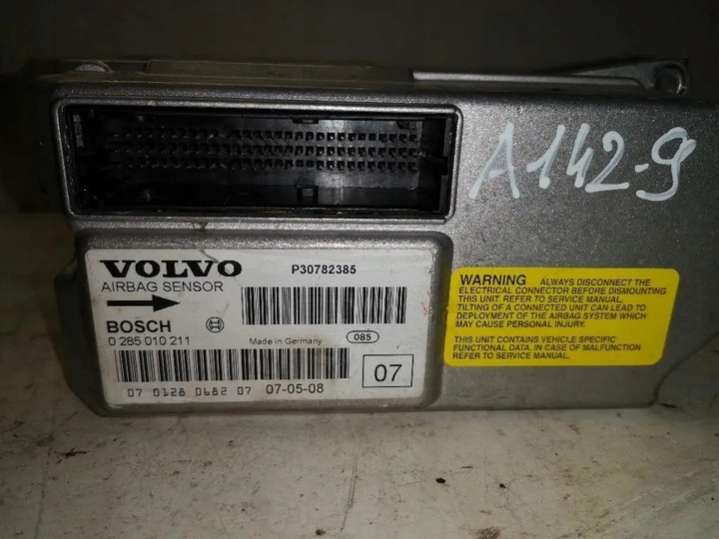 A142-9
VOLVO
P30782385
AIRBAG SENSOR
BOSCH
0 285 010 211
Made in Germany
085
07
07 0128 0682 07 07-05-08
WARNING ALWAYS DISCONNECT THE
ELECTRICAL CONNECTOR BEFORE DISMOUNTING
THIS UNIT. REFER TO SERVICE MANUAL.
TILTING OF A CONNECTED UNIT CAN LEAD TO
DEPLOYMENT OF THE AIRBAG SYSTEM WHICH
MAY CAUSE PERSONAL INJURY.
THIS UNIT CONTAINS VEHICLE SPECIFIC
FUNCTIONAL DATA. IN CASE OF MALFUNCTION
REFER TO SERVICE MANUAL.